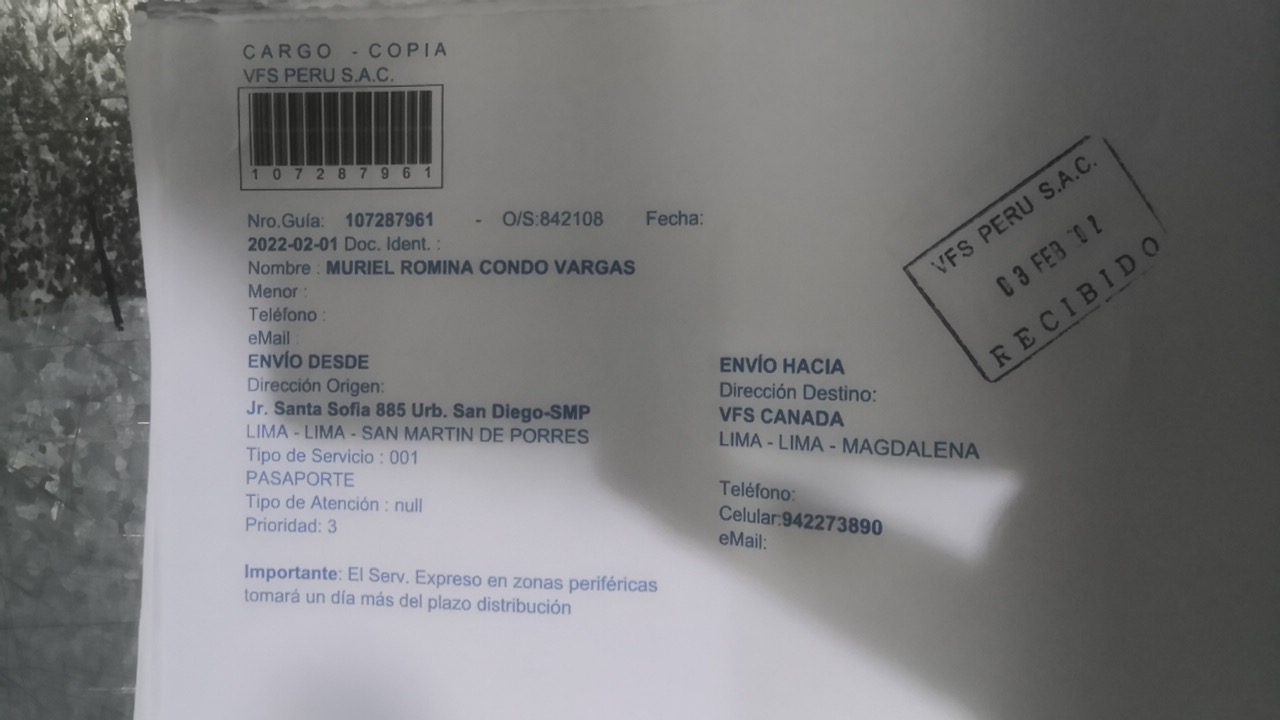 CARGO - COPIA
VFS PERU S.A.C.
107287961
Nro.Guía: 107287961 - O/S:842108 Fecha:
2022-02-01 Doc. Ident. :
Nombre : MURIEL ROMINA CONDO VARGAS
Menor :
Teléfono :
eMail :
ENVÍO DESDE
Dirección Origen:
Jr. Santa Sofia 885 Urb. San Diego-SMP
LIMA - LIMA - SAN MARTIN DE PORRES
Tipo de Servicio : 001
PASAPORTE
Tipo de Atención : null
Prioridad: 3
Importante: El Serv. Expreso en zonas periféricas
tomará un día más del plazo distribución
ENVÍO HACIA
Dirección Destino:
VFS CANADA
LIMA - LIMA - MAGDALENA
Teléfono:
Celular:942273890
eMail:
VFS PERU S.A.C.
03 FEB '02
RECIBIDO